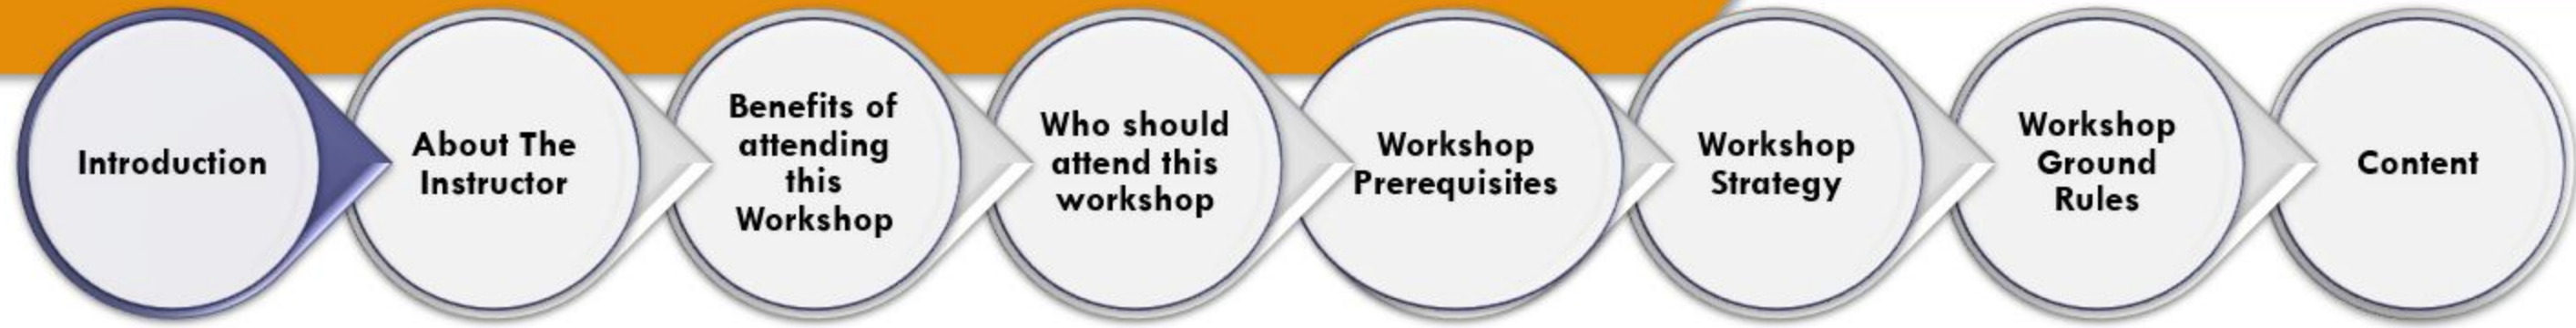 Introduction
About The
Instructor
Benefits of
attending
this
Workshop
Who should
attend this
workshop
Workshop
Prerequisites
Workshop
Strategy
Workshop
Ground
Rules
Content